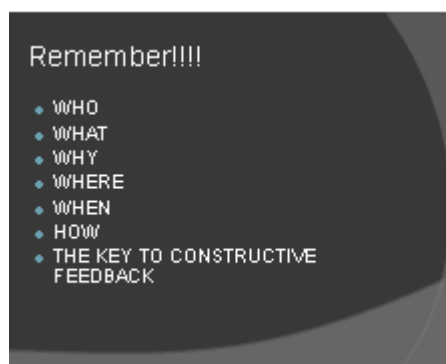 Remember!!!!
WHO
WHAT
WHY
WHERE
WHEN
HOW
THE KEY TO CONSTRUCTIVE
FEEDBACK